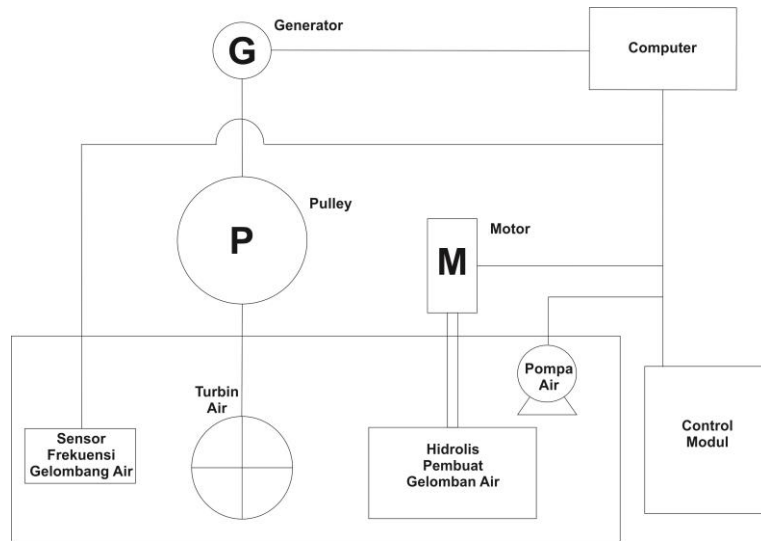 Generator
G
Computer
Pulley
P
Motor
M
Turbin
Air
Pompa
Air
Sensor
Frekuensi
Gelombang Air
Hidrolis
Pembuat
Gelomban Air
Control
Modul